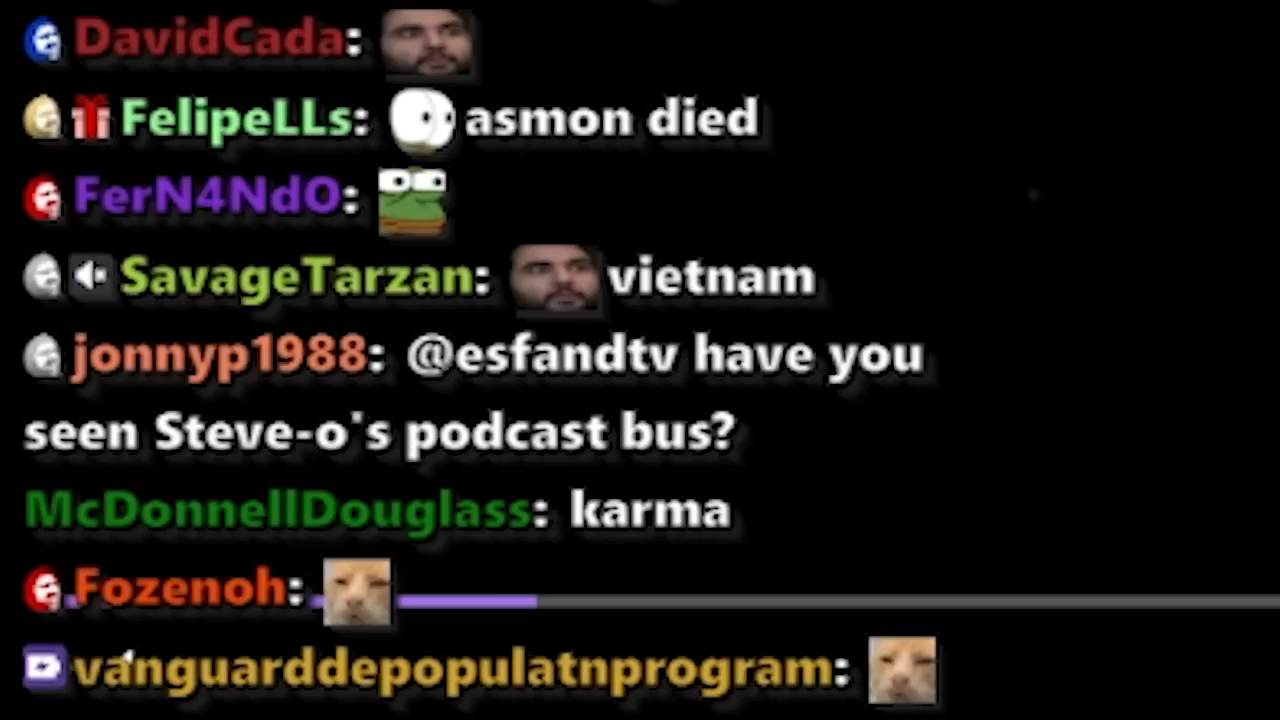 DavidCada:
FelipeLLs: asmon died
FerN4NdO:
SavageTarzan: vietnam
jonnyp1988: @esfandtv have you
seen Steve-o's podcast bus?
McDonnellDouglass: karma
Fozenoh:
vanguarddepopulatnprogram: